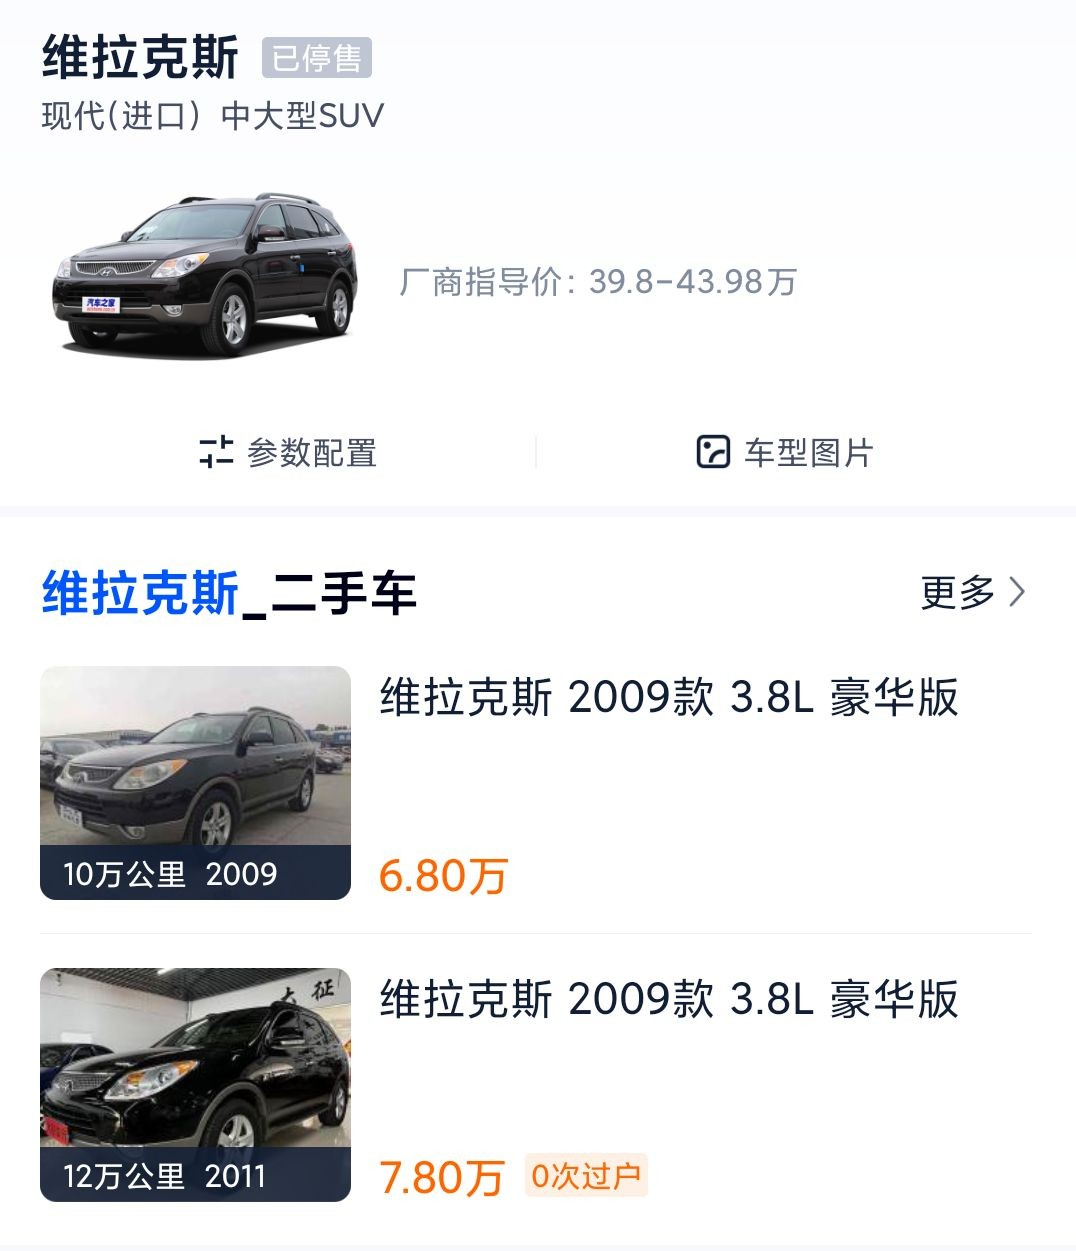 维拉克斯 已停售
现代(进口) 中大型SUV
汽车之家
厂商指导价: 39.8-43.98万
参数配置
车型图片
维拉克斯_二手车
更多
维拉克斯 2009款 3.8L 豪华版
10万公里 2009
6.80万
维拉克斯 2009款 3.8L 豪华版
大征
12万公里 2011
7.80万 0次过户